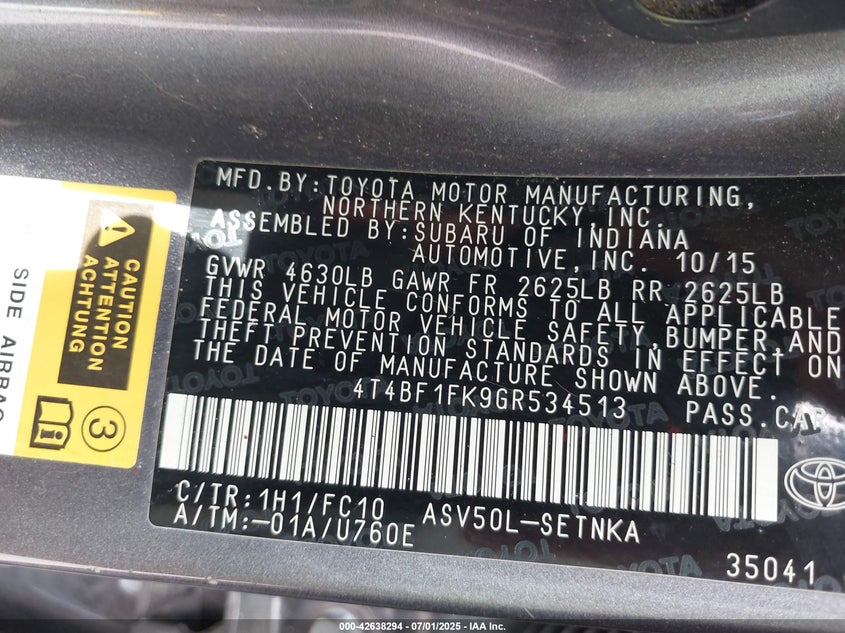 MFD.BY:TOYOTA MOTOR MANUFACTURING,
NORTHERN KENTUCKY, INC.
ASSEMBLED BY:SUBARU OF INDIANA
AUTOMOTIVE,INC. 10/15
GVWR 4630LB GAWR FR 2625LB RR 2625LB
THIS VEHICLE CONFORMS TO ALL APPLICABLE
FEDERAL MOTOR VEHICLE SAFETY,BUMPER,AND
THEFT PREVENTION STANDARDS IN EFFECT ON
THE DATE OF MANUFACTURE SHOWN ABOVE.
4T4BF1FK9GR534513 PASS.CAR
C/TR:1H1/FC10 ASV50L-SETNKA
A/TM:-01A/U760E
35041
TOYOTA
CAUTION
ATTENTION
ACHTUNG
3
SIDE AIRBAG
000-42638294 - 07/01/2025 - IAA Inc.